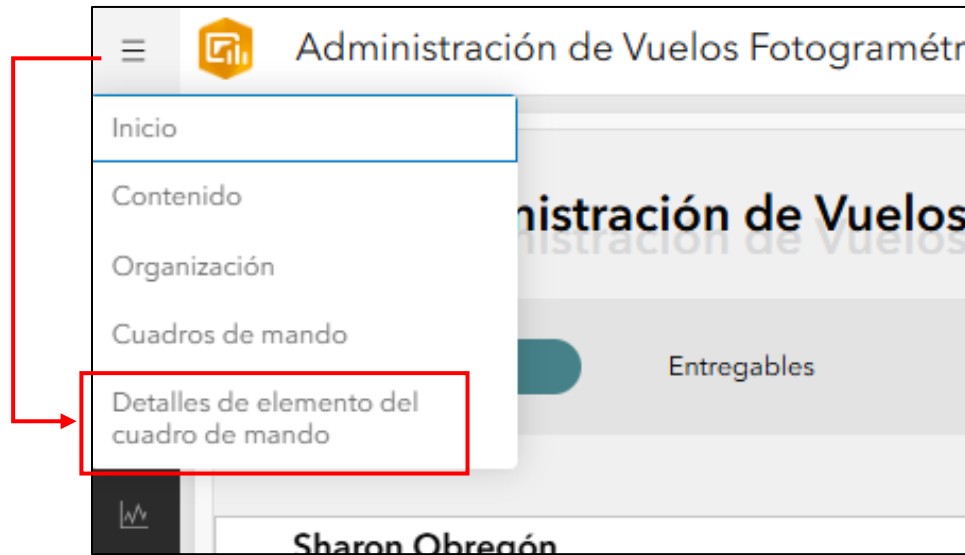 Administración de Vuelos Fotogramétr
Inicio
Contenido
Organización
Cuadros de mando
Detalles de elemento del
cuadro de mando
nistración de Vuelos
Entregables
Sharon Obregón